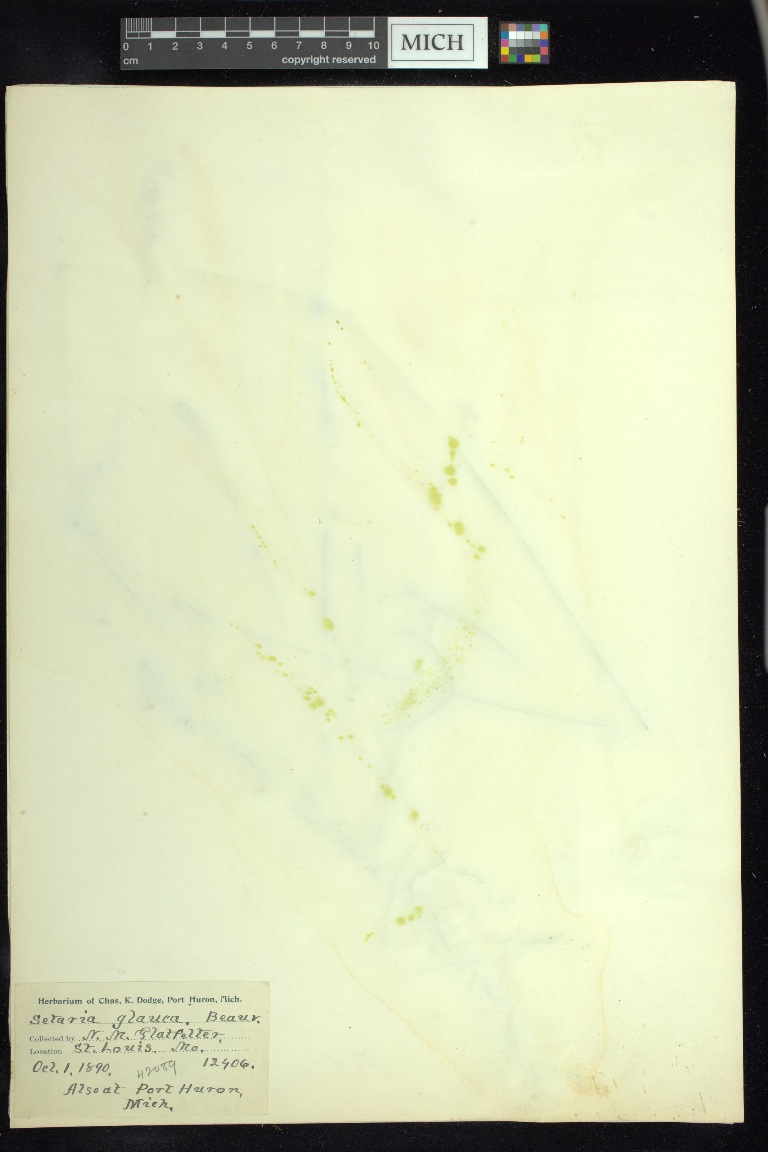 0 1 2 3 4 5 6 7 8 9 10
cm
copyright reserved
MICH
Herbarium of Chas. K. Dodge, Port Huron, Mich.
Setaria glauca. Beauv.
Collected by N. M. Glatfelter.
Location St. Louis. Mo.
Oct. 1, 1890. 42089 12406.
Also at Port Huron,
Mich.